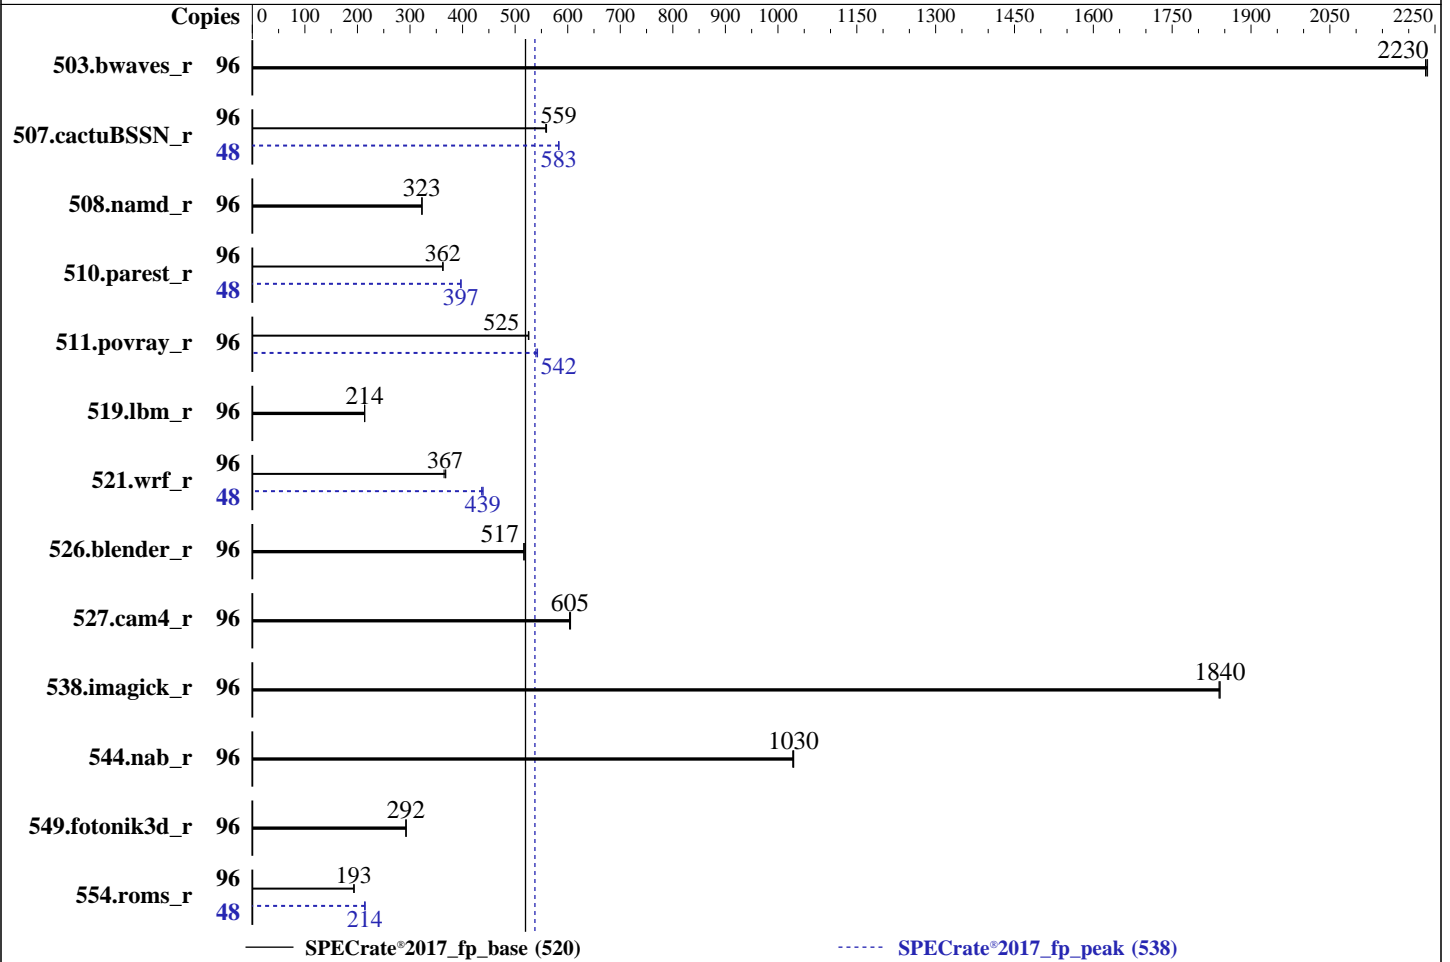 Copies 0 100 200 300 400 500 600 700 800 900 1000 1150 1300 1450 1600 1750 1900 2050 2250
503.bwaves_r 96 2230
507.cactuBSSN_r 96 559
48 583
508.namd_r 96 323
510.parest_r 96 362
48 397
511.povray_r 96 525
542
519.lbm_r 96 214
521.wrf_r 96 367
48 439
526.blender_r 96 517
527.cam4_r 96 605
538.imagick_r 96 1840
544.nab_r 96 1030
549.fotonik3d_r 96 292
554.roms_r 96 193
48 214
SPECrate®2017_fp_base (520) SPECrate®2017_fp_peak (538)